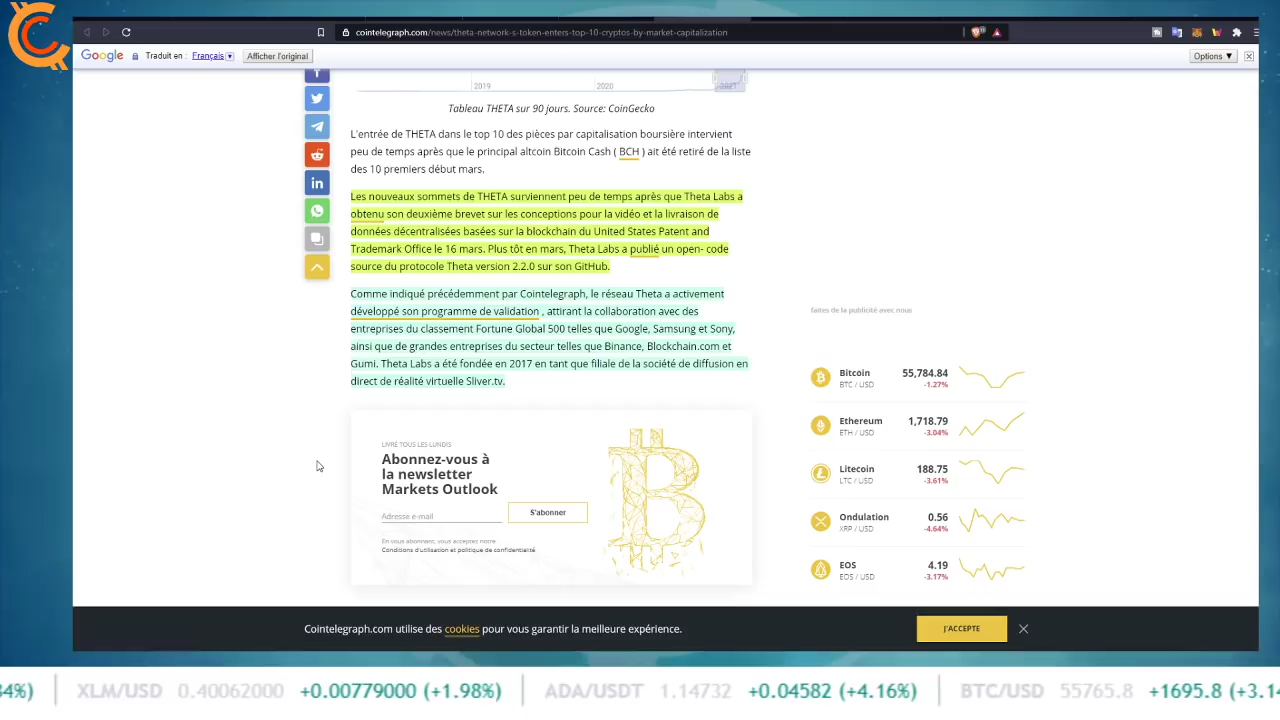 cointelegraph.com/news/theta-network-s-token-enters-top-10-cryptos-by-market-capitalization
Google Traduit en : Français Afficher l'original Options ▼
2019 2020 2021
Tableau THETA sur 90 jours. Source: CoinGecko
L'entrée de THETA dans le top 10 des pièces par capitalisation boursière intervient
peu de temps après que le principal altcoin Bitcoin Cash ( BCH ) ait été retiré de la liste
des 10 premiers début mars.
Les nouveaux sommets de THETA surviennent peu de temps après que Theta Labs a
obtenu son deuxième brevet sur les conceptions pour la vidéo et la livraison de
données décentralisées basées sur la blockchain du United States Patent and
Trademark Office le 16 mars. Plus tôt en mars, Theta Labs a publié un open- code
source du protocole Theta version 2.2.0 sur son GitHub.
Comme indiqué précédemment par Cointelegraph, le réseau Theta a activement
développé son programme de validation , attirant la collaboration avec des
entreprises du classement Fortune Global 500 telles que Google, Samsung et Sony,
ainsi que de grandes entreprises du secteur telles que Binance, Blockchain.com et
Gumi. Theta Labs a été fondée en 2017 en tant que filiale de la société de diffusion en
direct de réalité virtuelle Sliver.tv.
faites de la publicité avec nous
Bitcoin 55,784.84
BTC / USD -1.27%
Ethereum 1,718.79
ETH / USD -3.04%
Litecoin 188.75
LTC / USD -3.61%
Ondulation 0.56
XRP / USD -4.64%
EOS 4.19
EOS / USD -3.17%
LIVRÉ TOUS LES LUNDIS
Abonnez-vous à
la newsletter
Markets Outlook
Adresse e-mail S'abonner
En vous abonnant, vous acceptez notre
Conditions d'utilisation et politique de confidentialité
Cointelegraph.com utilise des cookies pour vous garantir la meilleure expérience. J'ACCEPTE
84%) XLM/USD 0.40062000 +0.00779000 (+1.98%) ADA/USDT 1.14732 +0.04582 (+4.16%) BTC/USD 55765.8 +1695.8 (+3.1